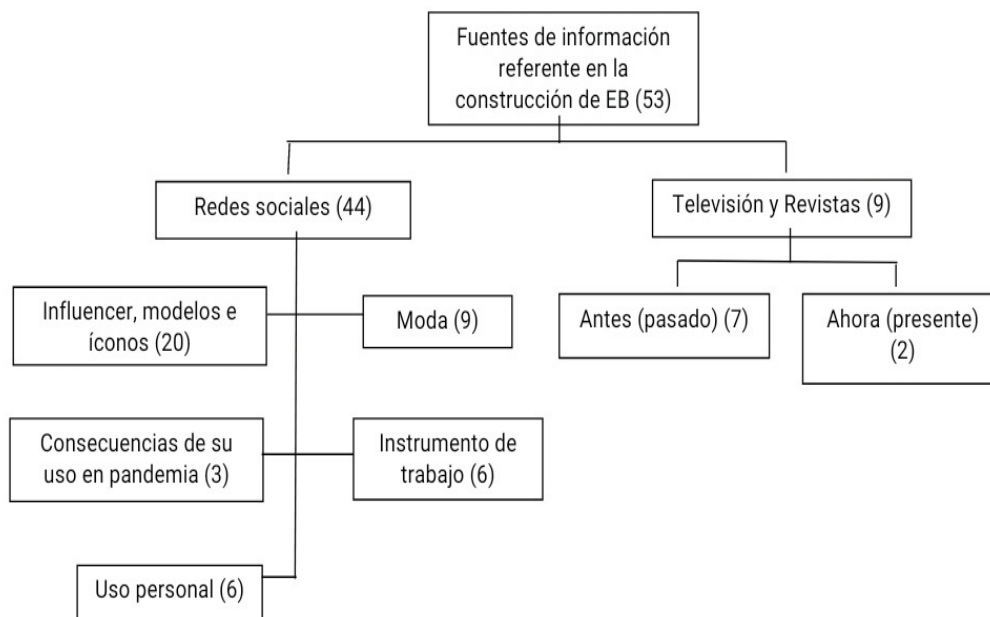 Fuentes de información
referente en la
construcción de EB (53)
Redes sociales (44)
Televisión y Revistas (9)
Influencer, modelos e
íconos (20)
Moda (9)
Antes (pasado) (7)
Ahora (presente)
(2)
Consecuencias de su
uso en pandemia (3)
Instrumento de
trabajo (6)
Uso personal (6)